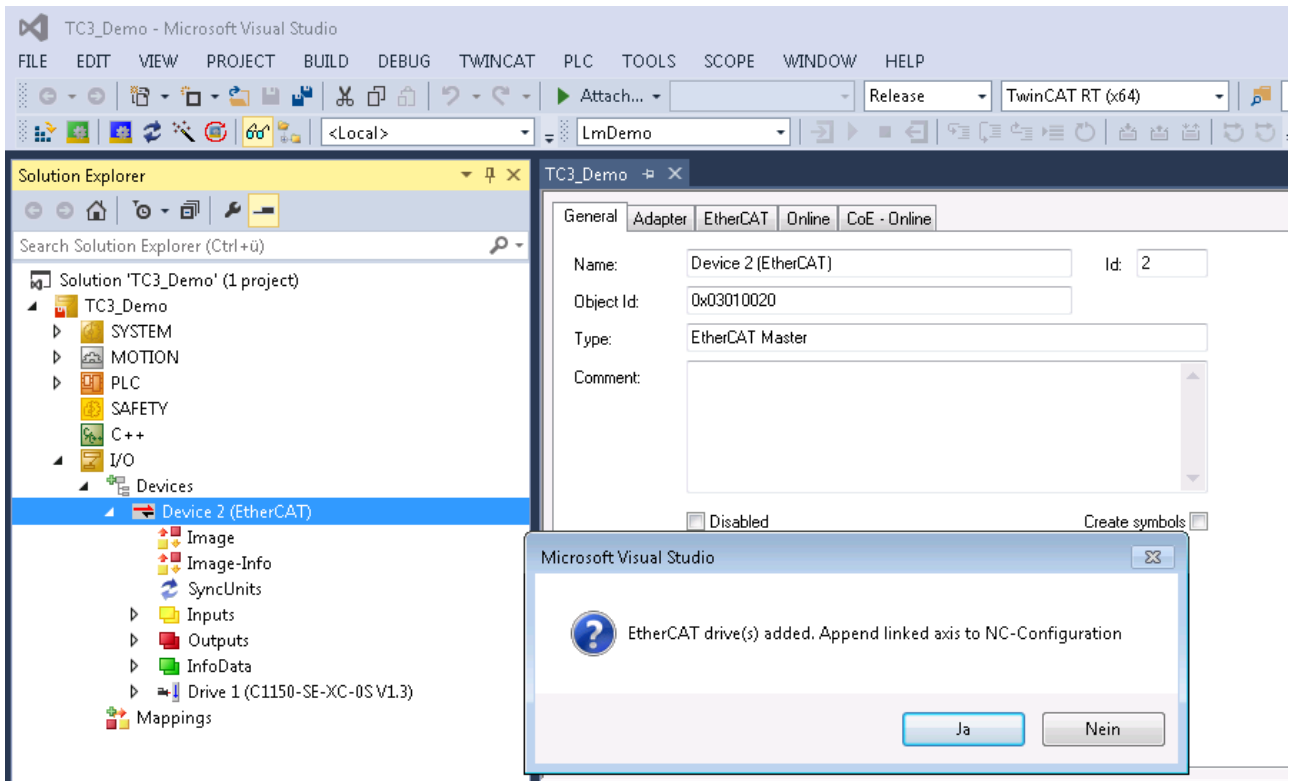 TC3_Demo - Microsoft Visual Studio
FILE EDIT VIEW PROJECT BUILD DEBUG TWINCAT PLC TOOLS SCOPE WINDOW HELP
Attach... Release TwinCAT RT (x64)
<Local> LmDemo
Solution Explorer
Search Solution Explorer (Ctrl+ü)
Solution 'TC3_Demo' (1 project)
TC3_Demo
SYSTEM
MOTION
PLC
SAFETY
C++
I/O
Devices
Device 2 (EtherCAT)
Image
Image-Info
SyncUnits
Inputs
Outputs
InfoData
Drive 1 (C1150-SE-XC-0S V1.3)
Mappings
TC3_Demo
General Adapter EtherCAT Online CoE - Online
Name: Device 2 (EtherCAT) Id: 2
Object Id: 0x03010020
Type: EtherCAT Master
Comment:
Disabled Create symbols
Microsoft Visual Studio
EtherCAT drive(s) added. Append linked axis to NC-Configuration
Ja Nein